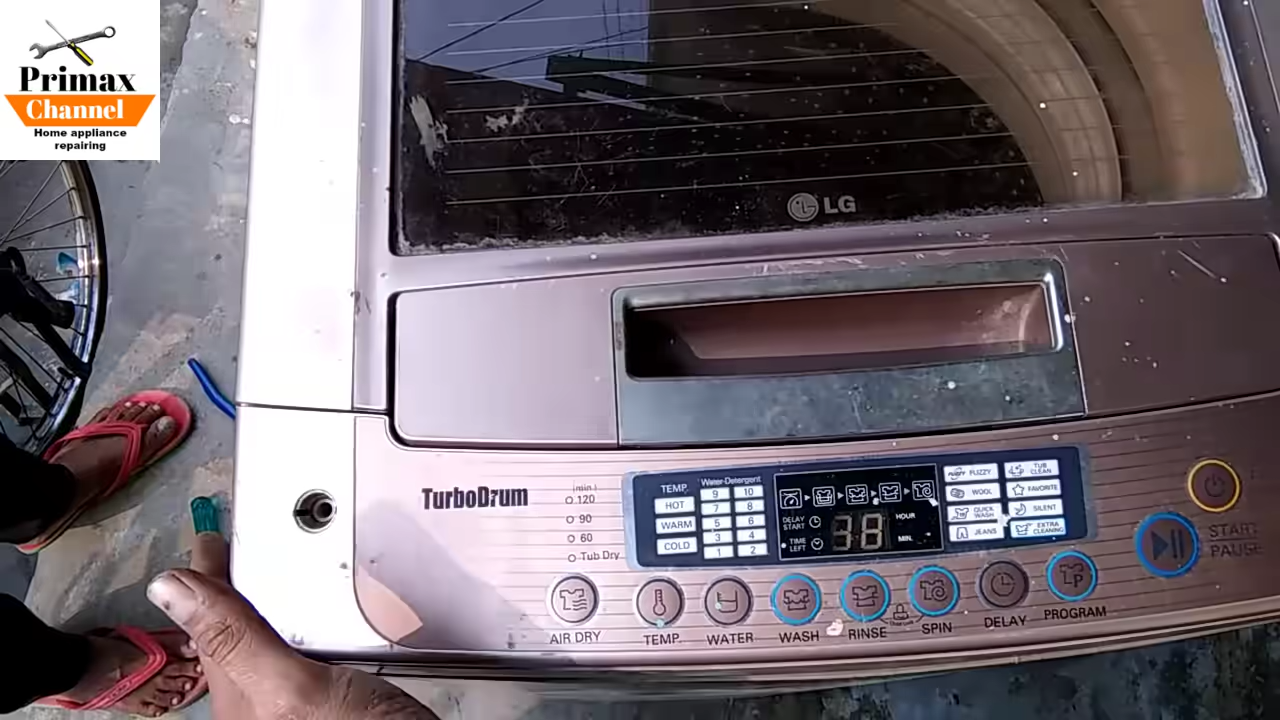 Primax
Channel
Home appliance
repairing
LG
TurboDrum
(min.)
120
90
60
Tub Dry
TEMP.
HOT
WARM
COLD
Water-Detergent
9 10
7 8
5 6
3 4
1 2
DELAY
START
TIME
LEFT
38
HOUR
MIN.
FUZZY
WOOL
QUICK
WASH
JEANS
TUB
CLEAN
FAVORITE
SILENT
EXTRA
CLEANING
START
PAUSE
AIR DRY
TEMP.
WATER
WASH
RINSE
SPIN
DELAY
P
PROGRAM